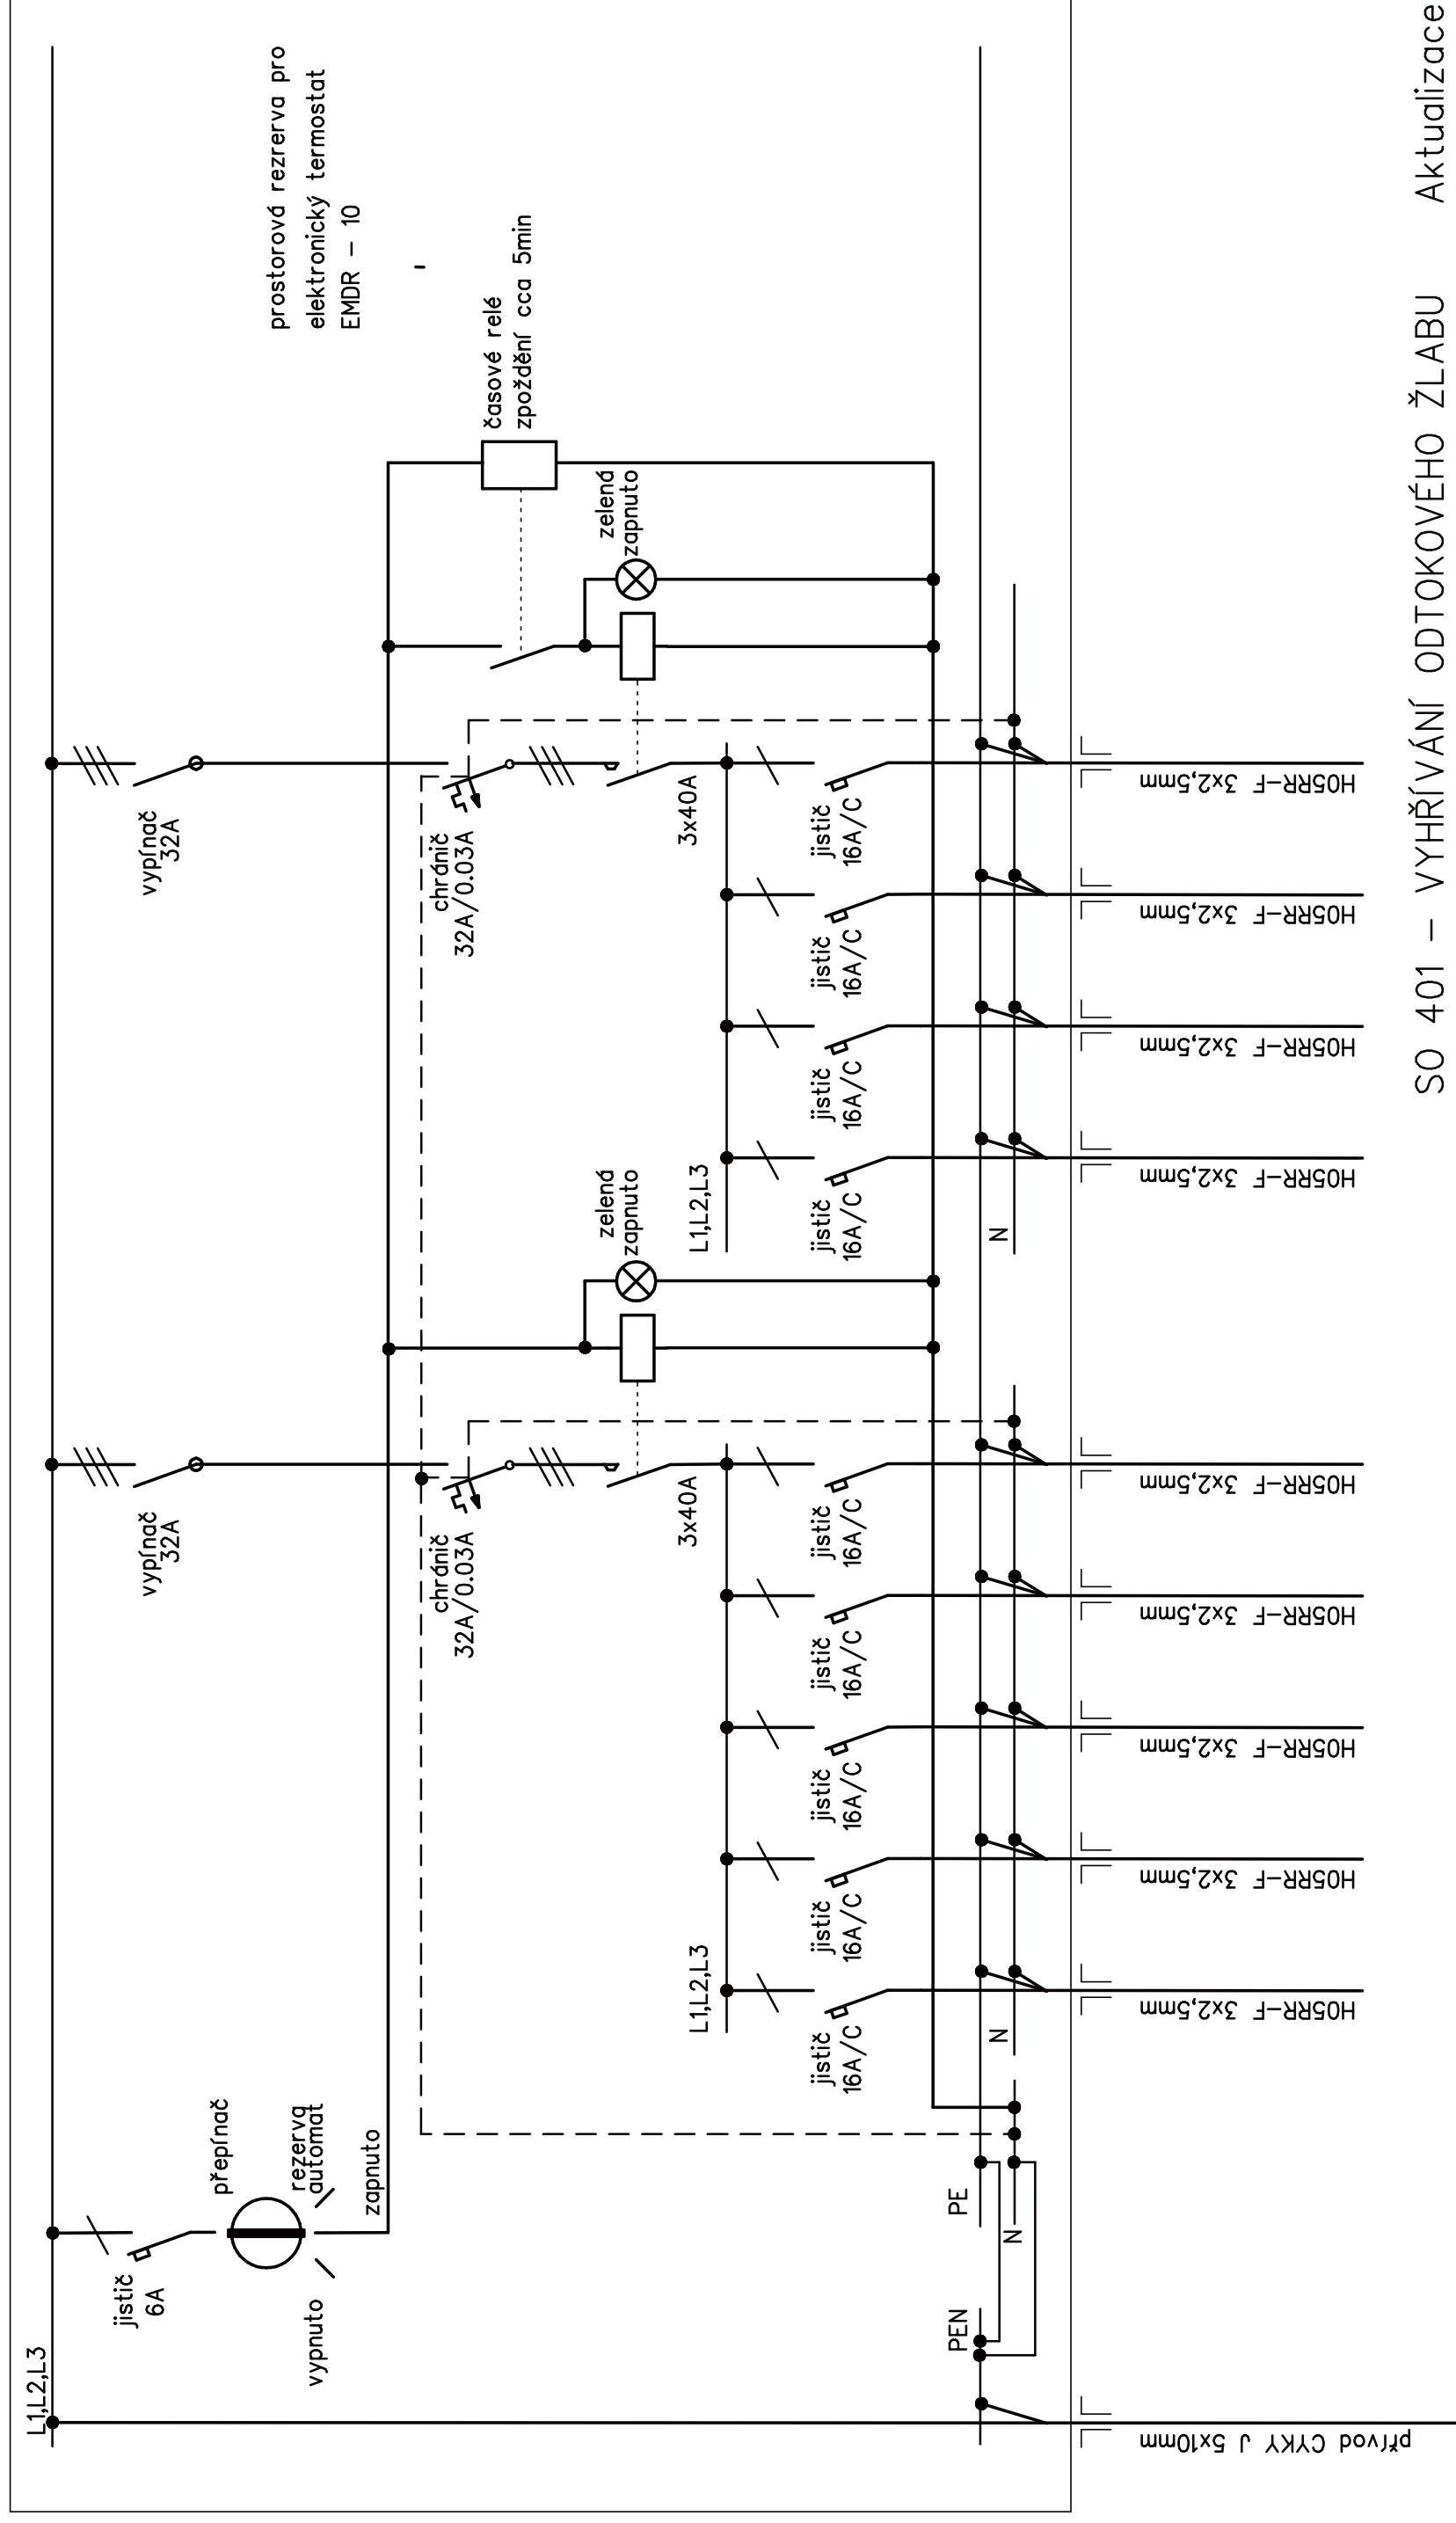 L1,L2,L3
jistič
6A
přepínač
rezerva
automat
zapnuto
vypnuto
vypínač
32A
vypínač
32A
prostorová rezrerva pro
elektronický termostat
EMDR – 10
chránič
32A/0.03A
chránič
32A/0.03A
časové relé
zpoždění cca 5min
zelená
zapnuto
zelená
zapnuto
3x40A
3x40A
L1,L2,L3
L1,L2,L3
jistič
16A/C
jistič
16A/C
jistič
16A/C
jistič
16A/C
jistič
16A/C
jistič
16A/C
jistič
16A/C
jistič
16A/C
jistič
16A/C
PEN
PE
N
N
N
přívod CYKY J 5x10mm
H05RR–F 3x2,5mm
H05RR–F 3x2,5mm
H05RR–F 3x2,5mm
H05RR–F 3x2,5mm
H05RR–F 3x2,5mm
H05RR–F 3x2,5mm
H05RR–F 3x2,5mm
H05RR–F 3x2,5mm
H05RR–F 3x2,5mm
SO 401 – VYHŘÍVÁNÍ ODTOKOVÉHO ŽLABU Aktualizace